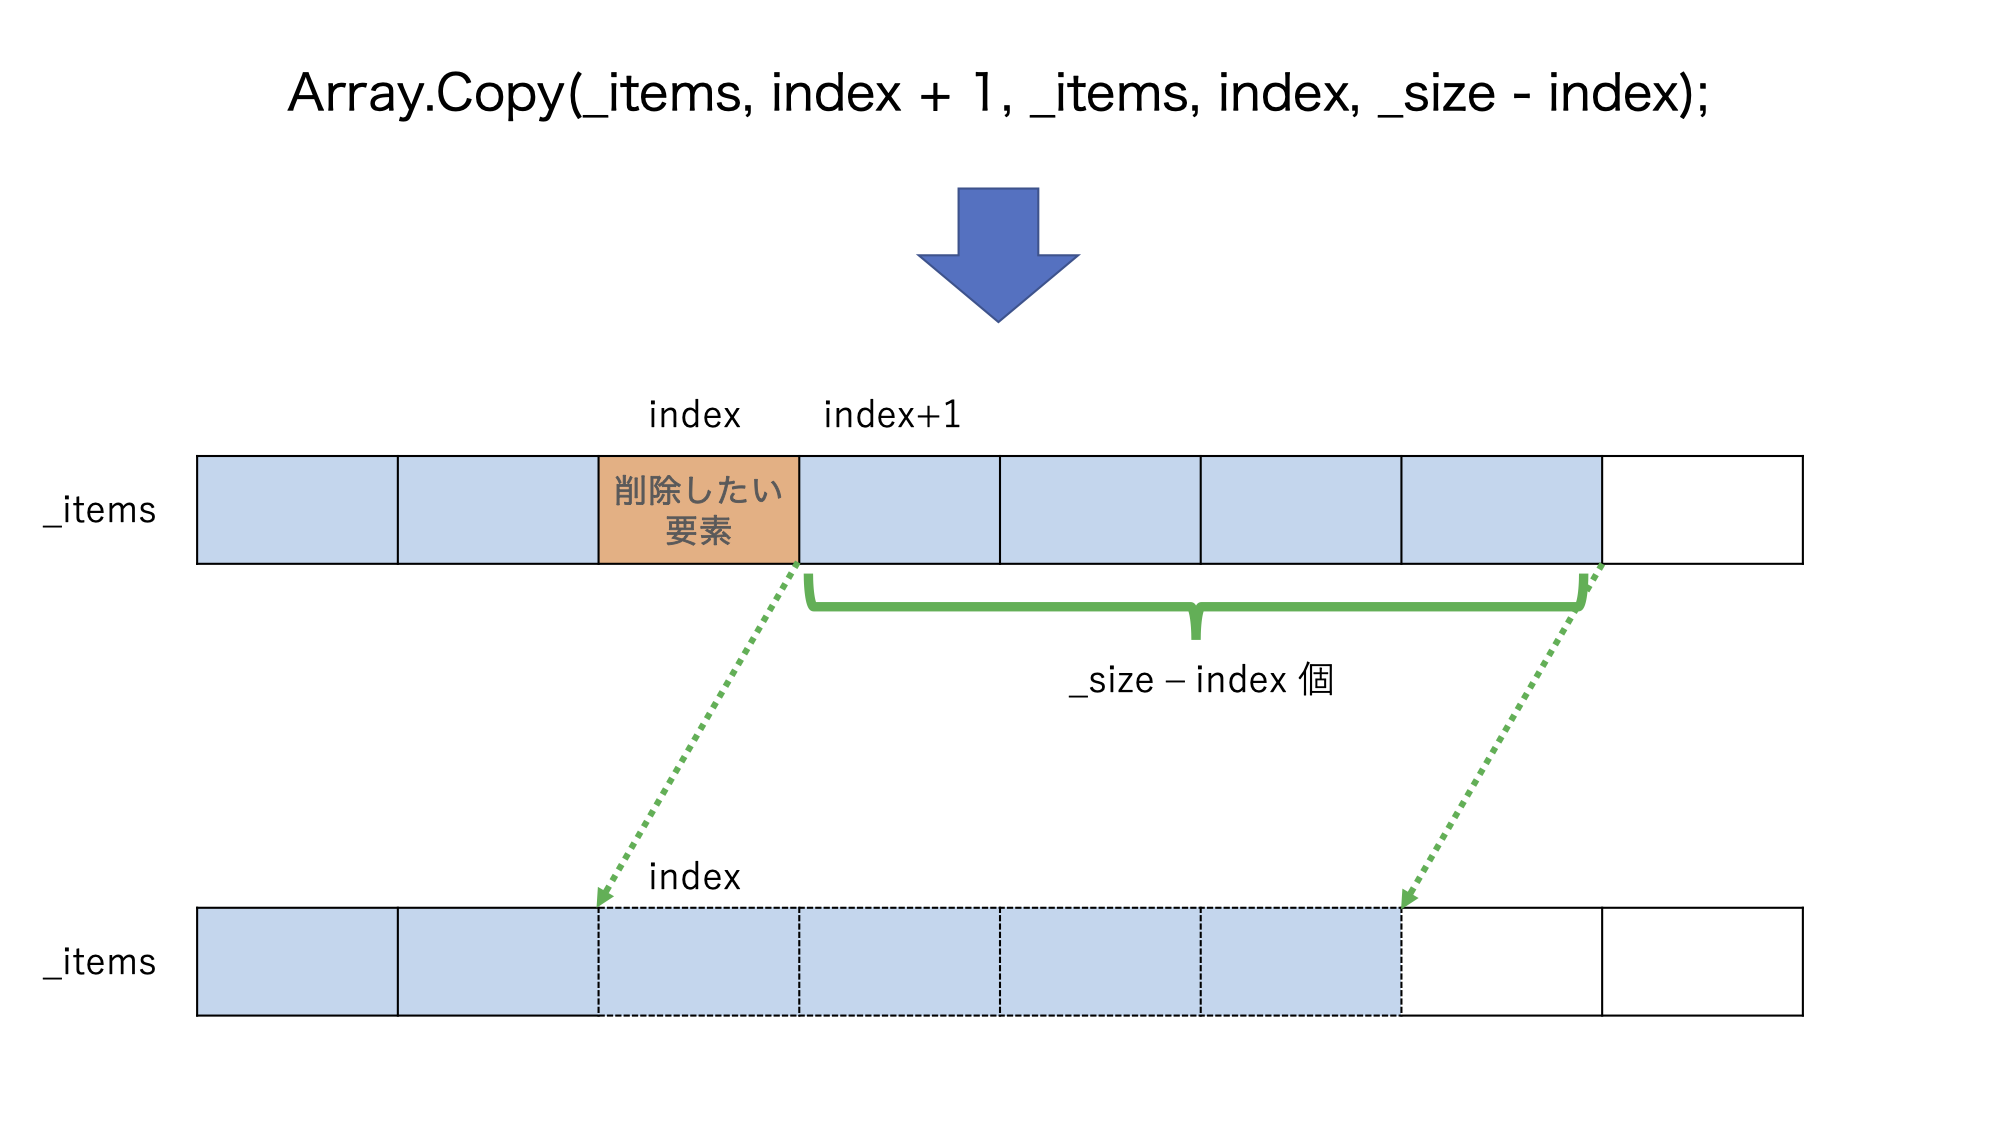 Array.Copy(_items, index + 1, _items, index, _size - index);
index
index+1
_items
削除したい
要素
_size – index 個
index
_items